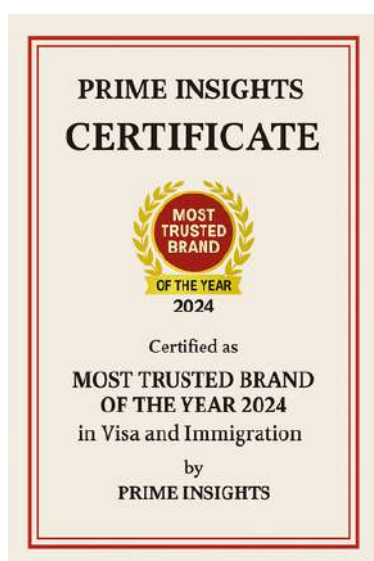 PRIME INSIGHTS
CERTIFICATE
MOST
TRUSTED
BRAND
OF THE YEAR
2024
Certified as
MOST TRUSTED BRAND
OF THE YEAR 2024
in Visa and Immigration
by
PRIME INSIGHTS